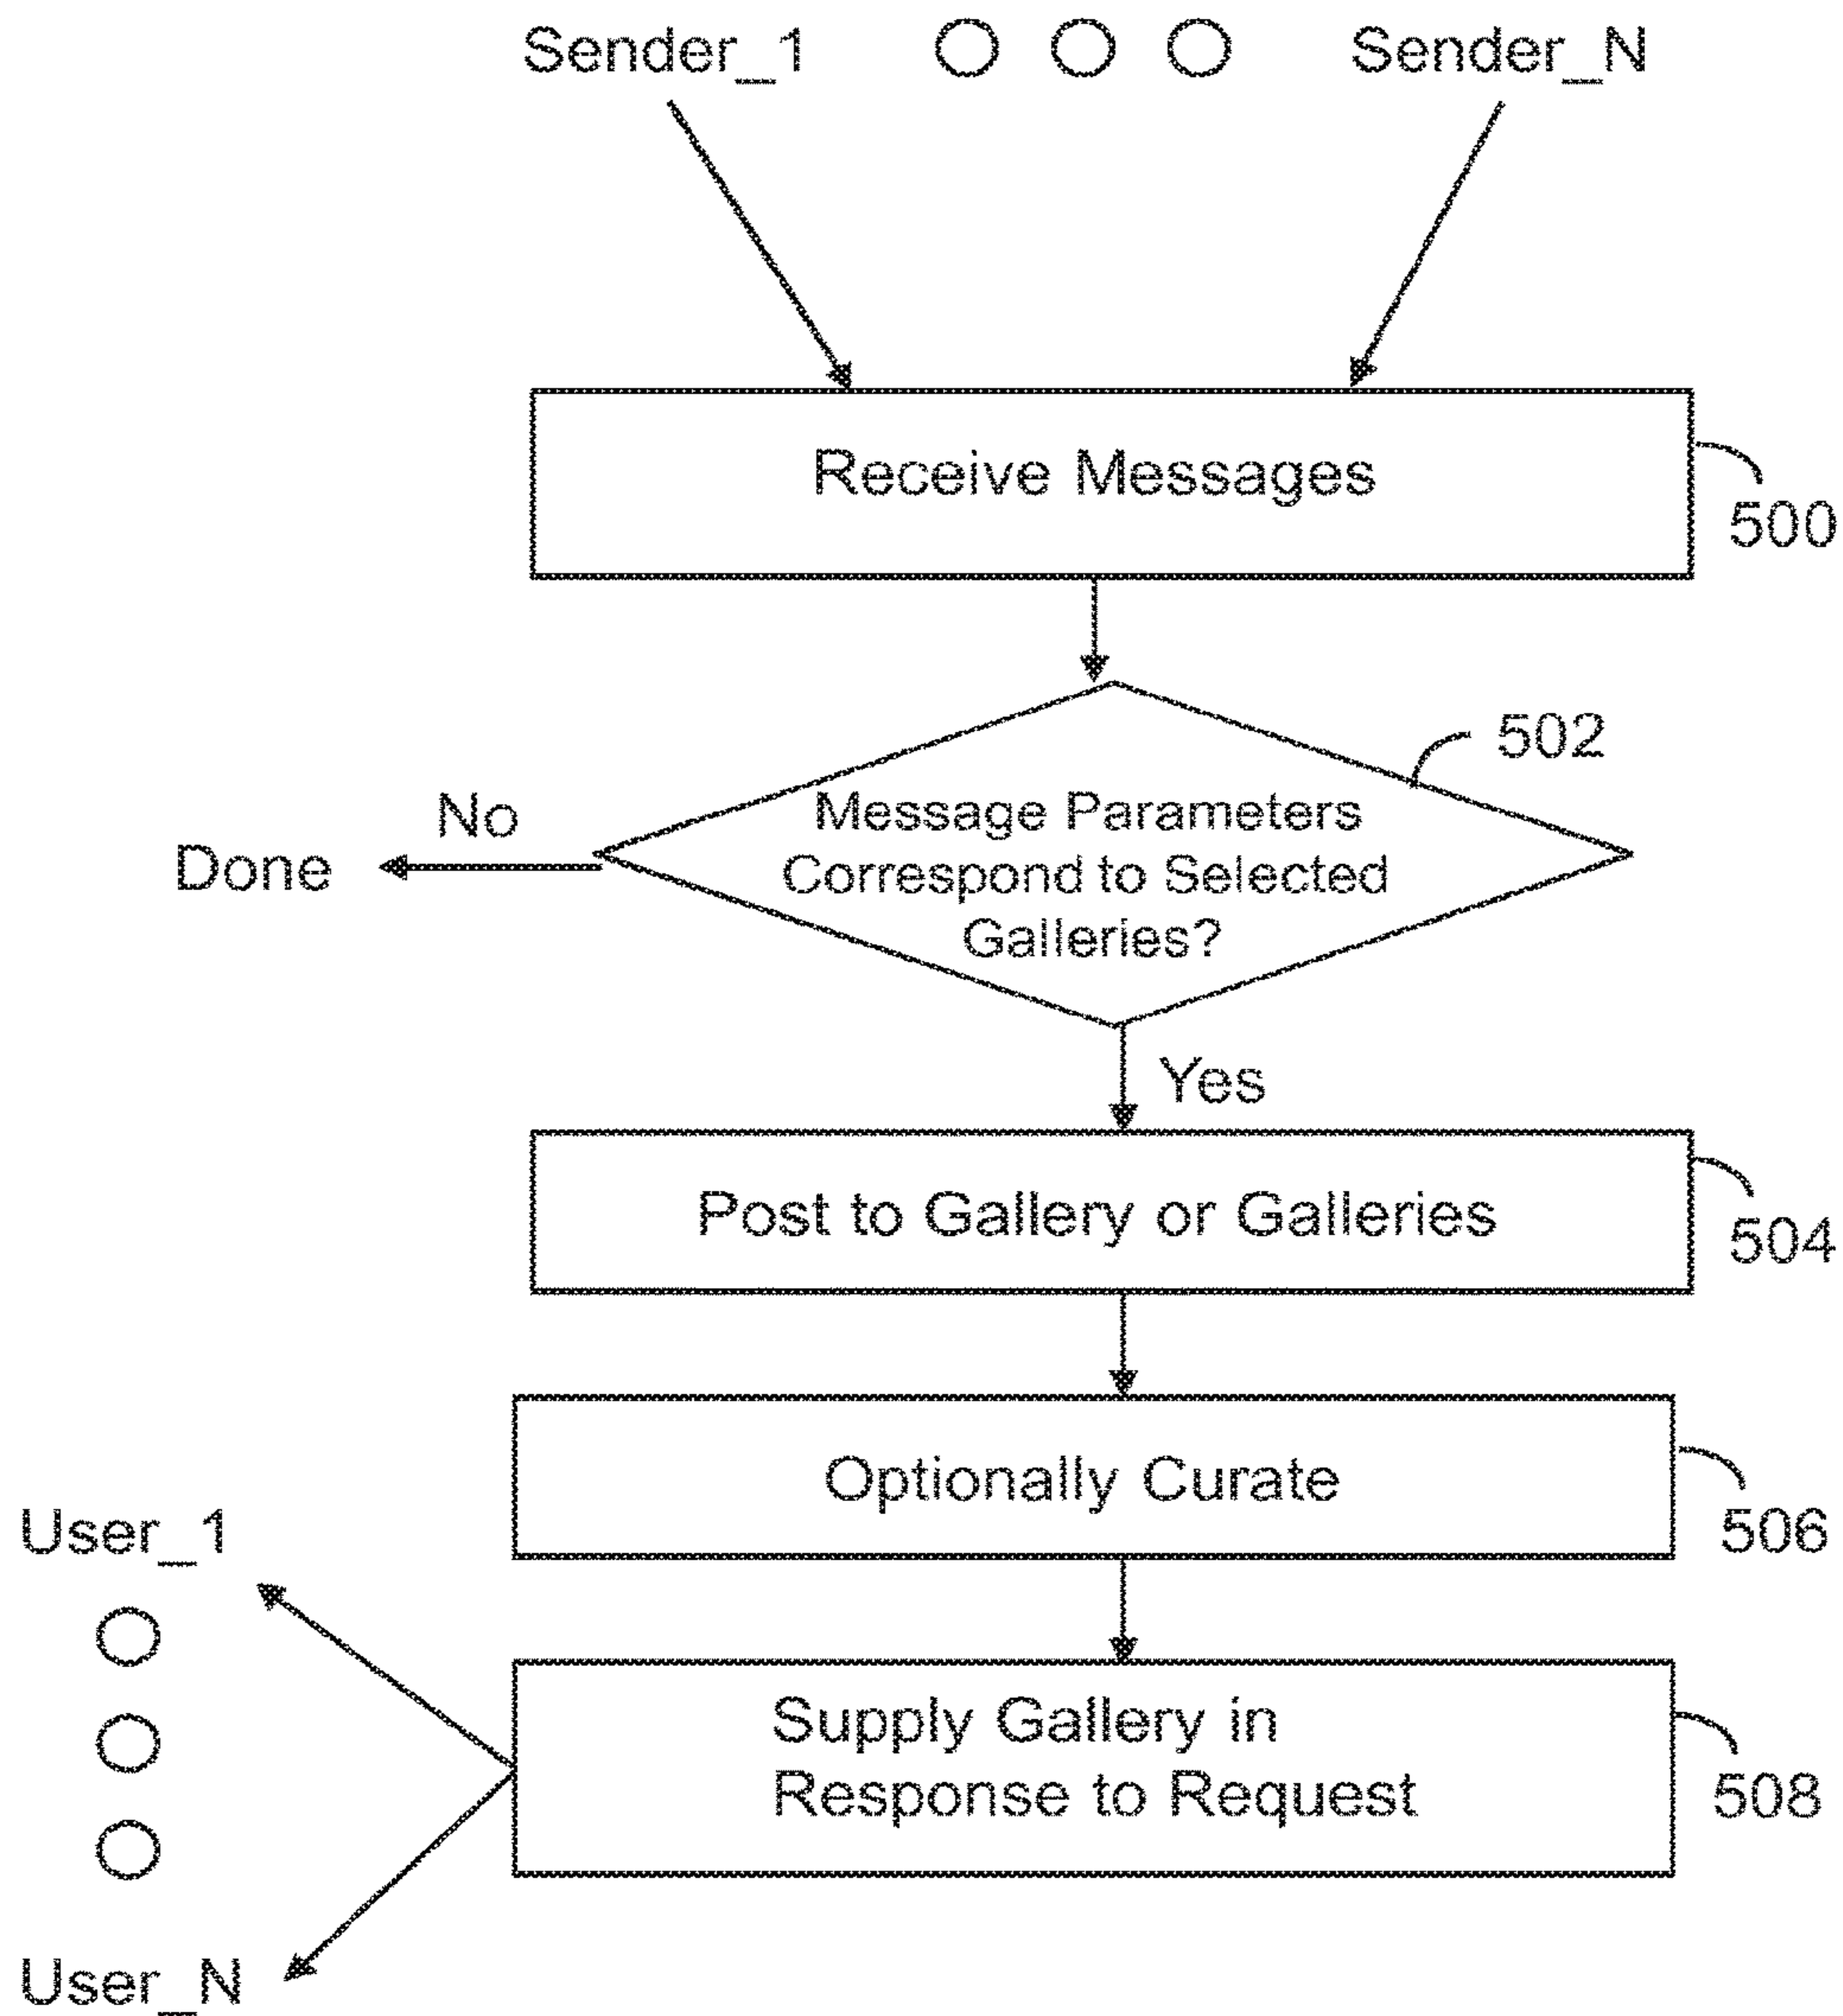 Sender_1 Sender_N
Receive Messages
500
502
Message Parameters
Correspond to Selected
Galleries?
No
Done
Yes
Post to Gallery or Galleries
504
Optionally Curate
506
User_1
Supply Gallery in
Response to Request
508
User_N